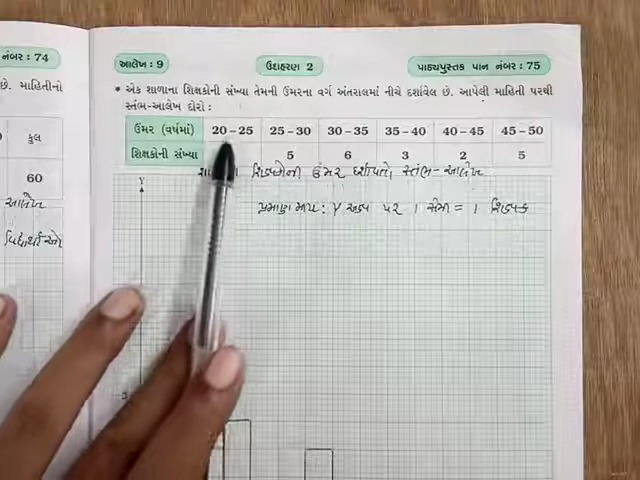 નંબર : 74
છે. માહિતીનો
કુલ
60
આલેખ
વિદ્યાર્થીઓ
આલેખ : 9
ઉદાહરણ 2
પાઠ્યપુસ્તક પાન નંબર : 75
• એક શાળાના શિક્ષકોની સંખ્યા તેમની ઉંમરના વર્ગ અંતરાલમાં નીચે દર્શાવેલ છે. આપેલી માહિતી પરથી
સ્તંભ-આલેખ દોરો :
ઉંમર (વર્ષમાં) 20 – 25 25 – 30 30 – 35 35 – 40 40 – 45 45 – 50
શિક્ષકોની સંખ્યા 5 6 3 2 5
શિક્ષકોની ઉંમર દર્શાવતો સ્તંભ-આલેખ
Y
પ્રમાણમાપ : Y અક્ષ પર 1 સેમી = 1 શિક્ષક